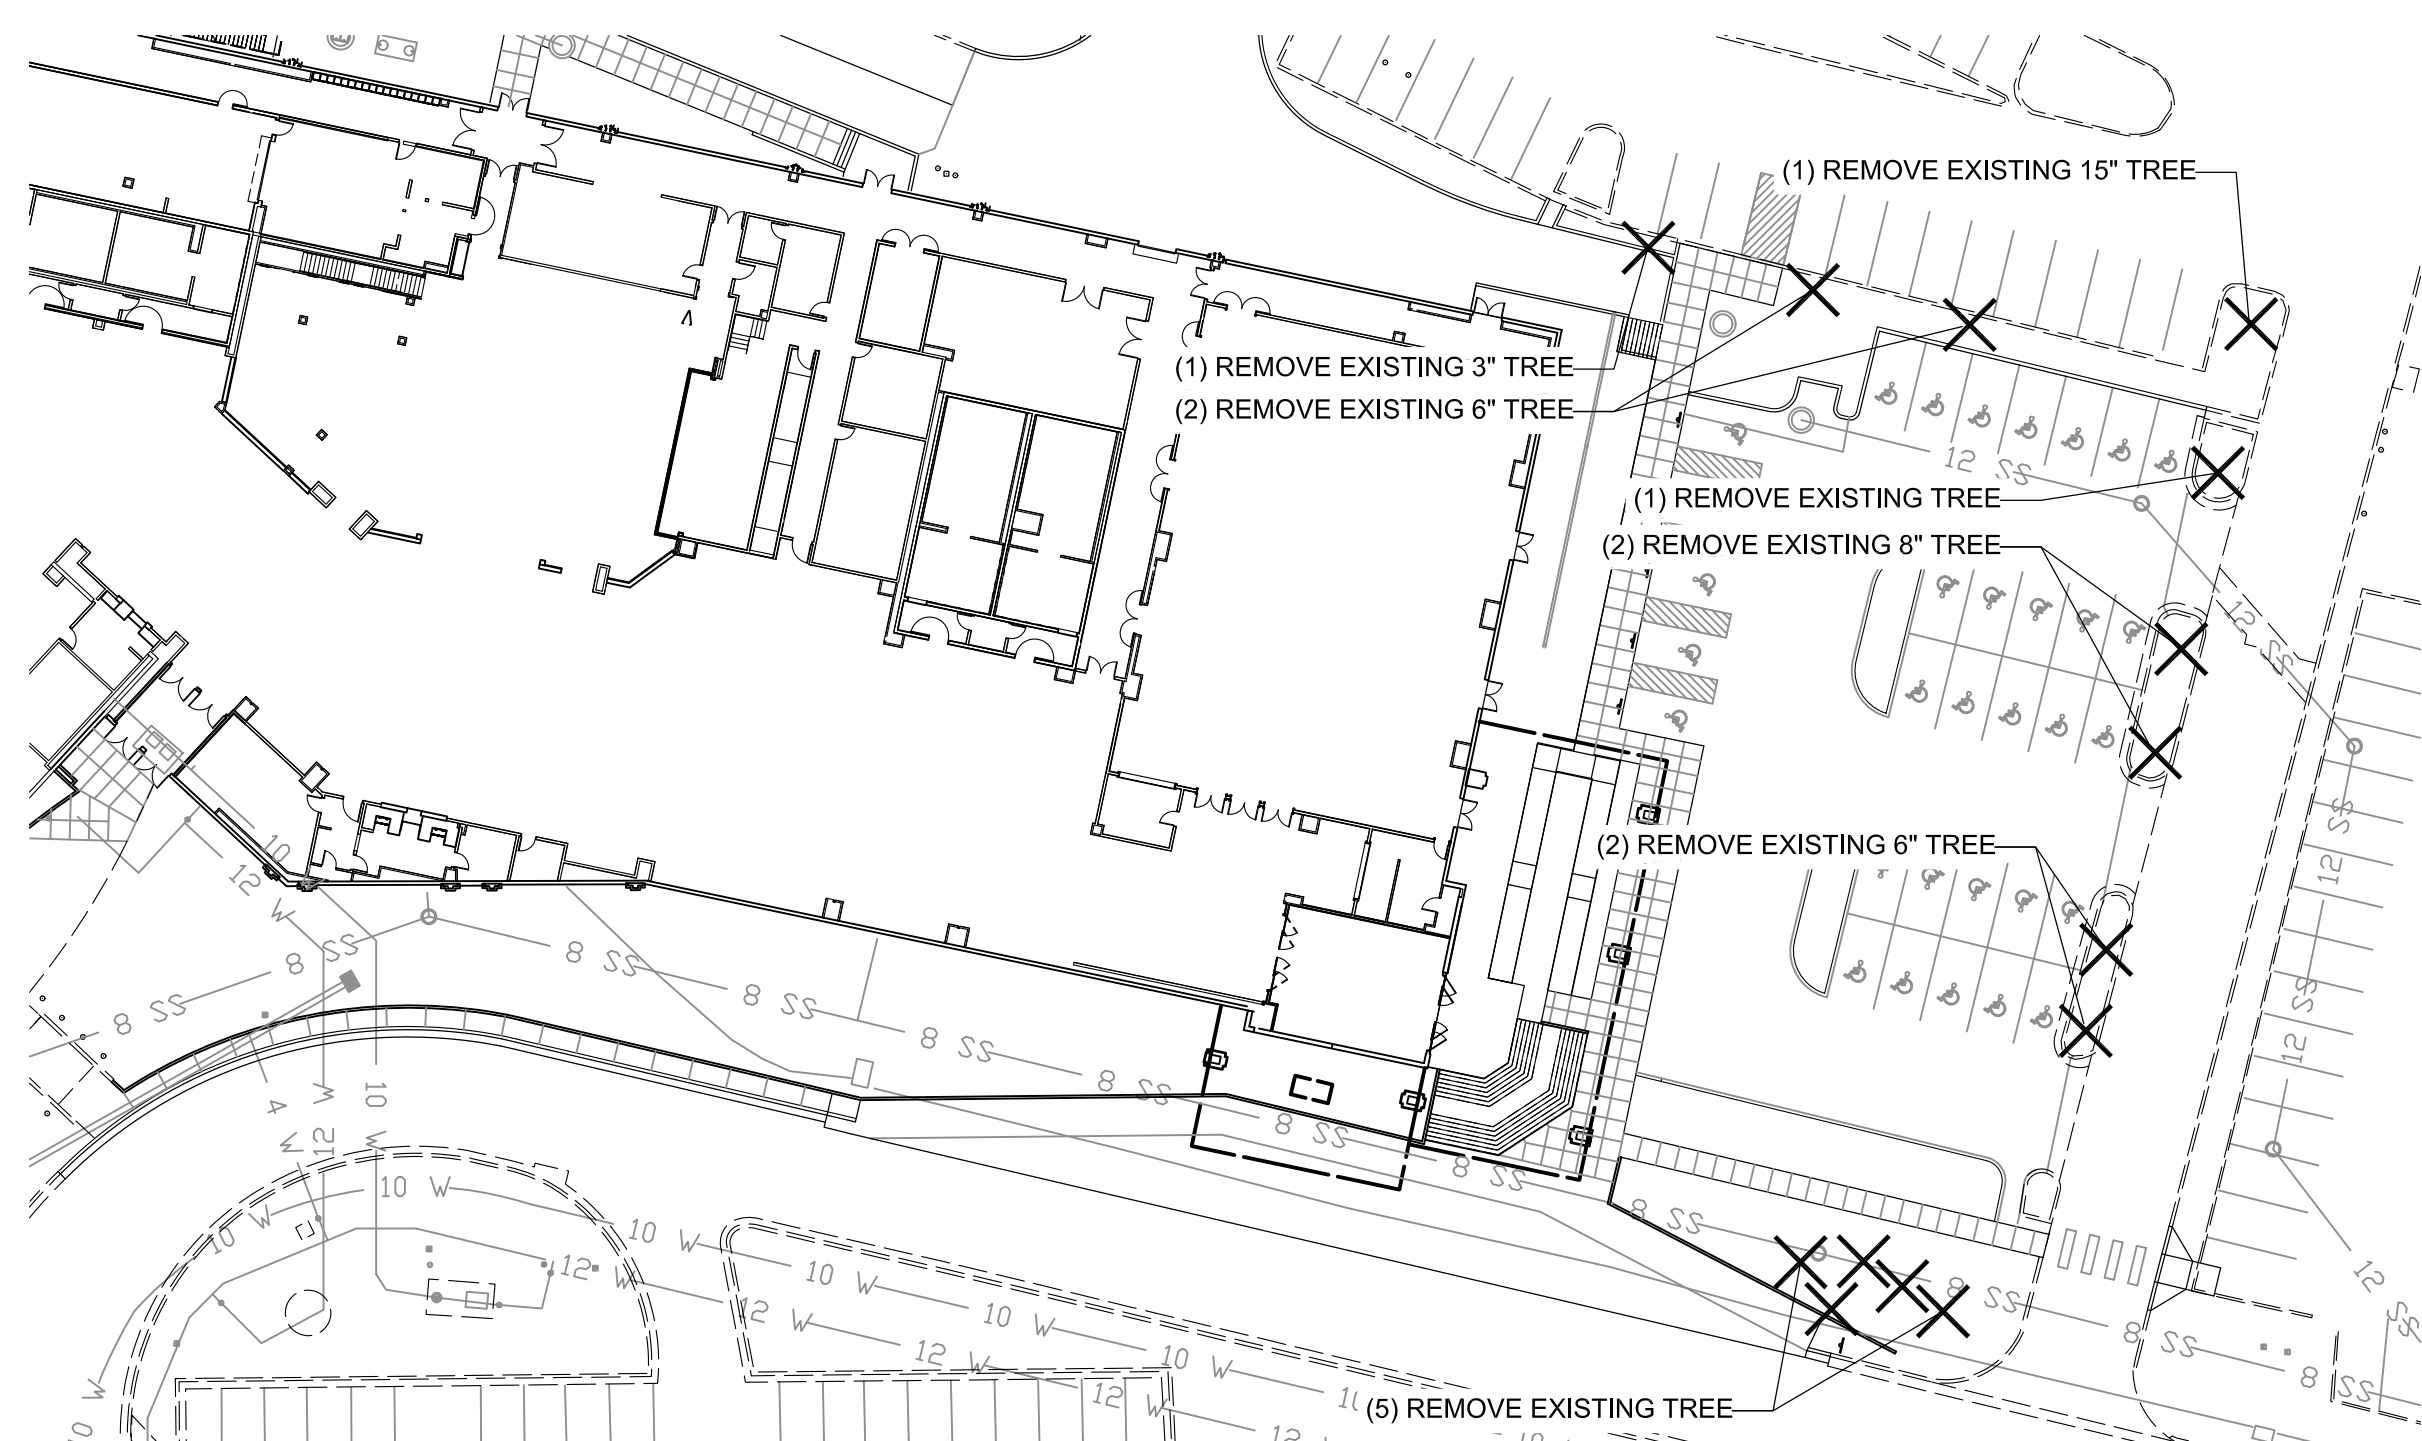 (1) REMOVE EXISTING 15" TREE
(1) REMOVE EXISTING 3" TREE
(2) REMOVE EXISTING 6" TREE
12 SS
(1) REMOVE EXISTING TREE
(2) REMOVE EXISTING 8" TREE
12 SS
12 SS
(2) REMOVE EXISTING 6" TREE
10
12 W
8 SS
8 SS
8 SS
8 SS
8 SS
8 SS
12 SS
4 W
12 W
10 W
8 SS
8 SS
10 W
10 W
10 W
8 SS
10 W
12 W
12 W
10 W
12 W
10 W
12 W
8 SS
8 SS
8 SS
12 SS
(5) REMOVE EXISTING TREE
12
10